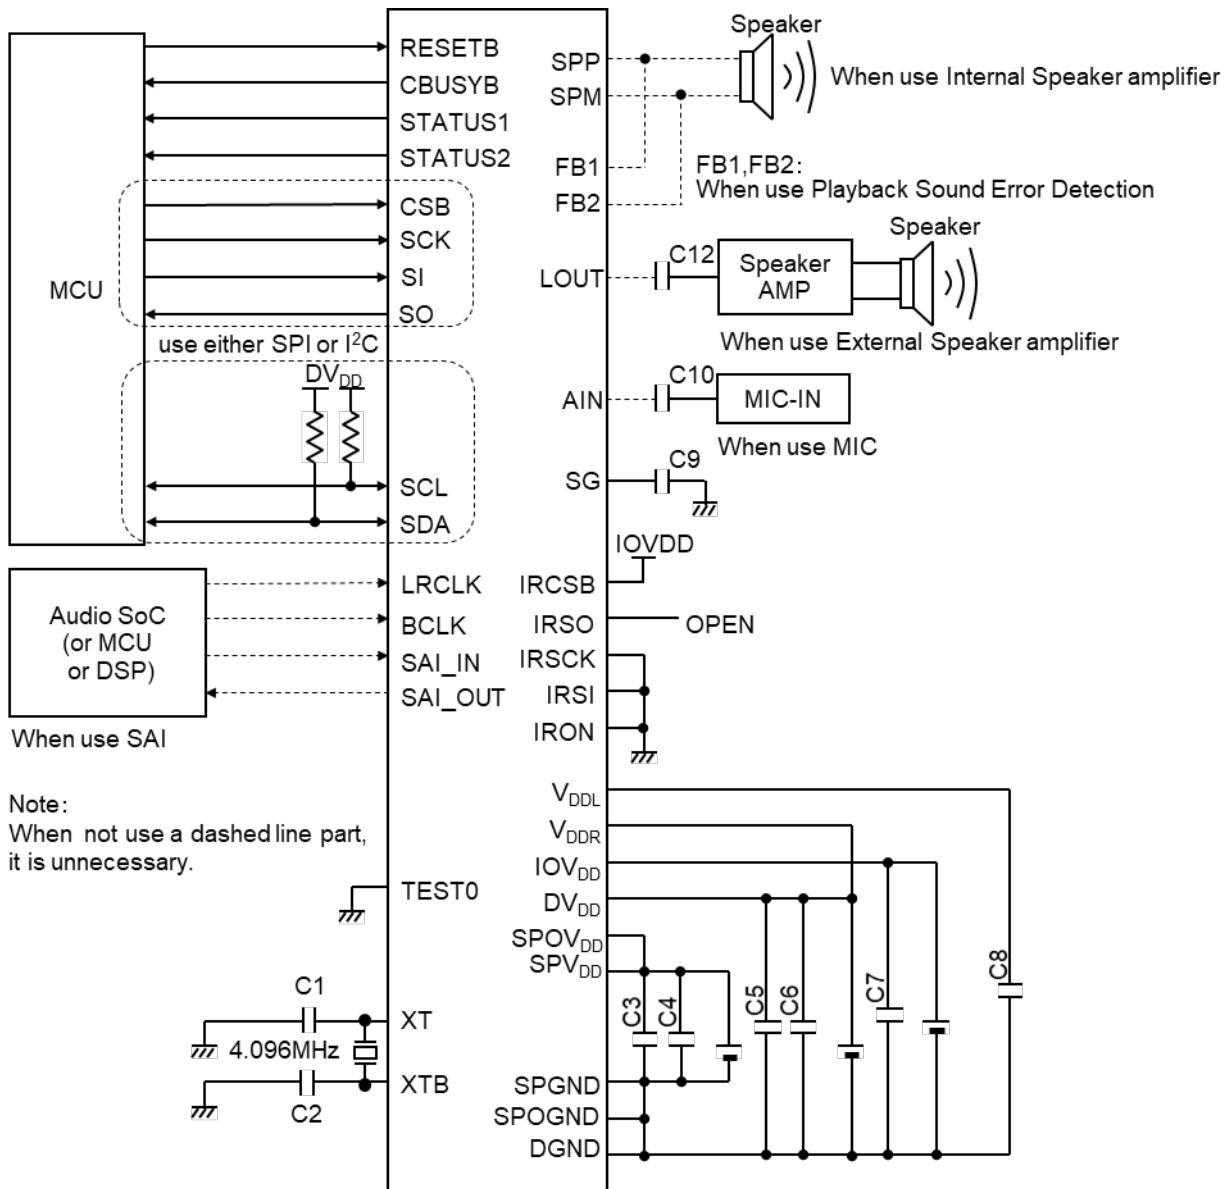 Speaker
RESETB
SPP
CBUSYB
When use Internal Speaker amplifier
SPM
STATUS1
STATUS2
FB1
FB1,FB2:
When use Playback Sound Error Detection
CSB
FB2
SCK
Speaker
C12
MCU
SI
LOUT
Speaker
AMP
SO
use either SPI or I²C
When use External Speaker amplifier
DVDD
C10
AIN
MIC-IN
When use MIC
C9
SCL
SG
SDA
IOVDD
LRCLK
IRCSB
Audio SoC
(or MCU
or DSP)
BCLK
IRSO
OPEN
SAI_IN
IRSCK
SAI_OUT
IRSI
When use SAI
IRON
VDDL
Note:
When not use a dashed line part,
it is unnecessary.
VDDR
IOVDD
TEST0
DVDD
SPOVDD
SPVDD
C1
C3
C4
C5
C6
C7
C8
XT
4.096MHz
XTB
SPGND
C2
SPOGND
DGND